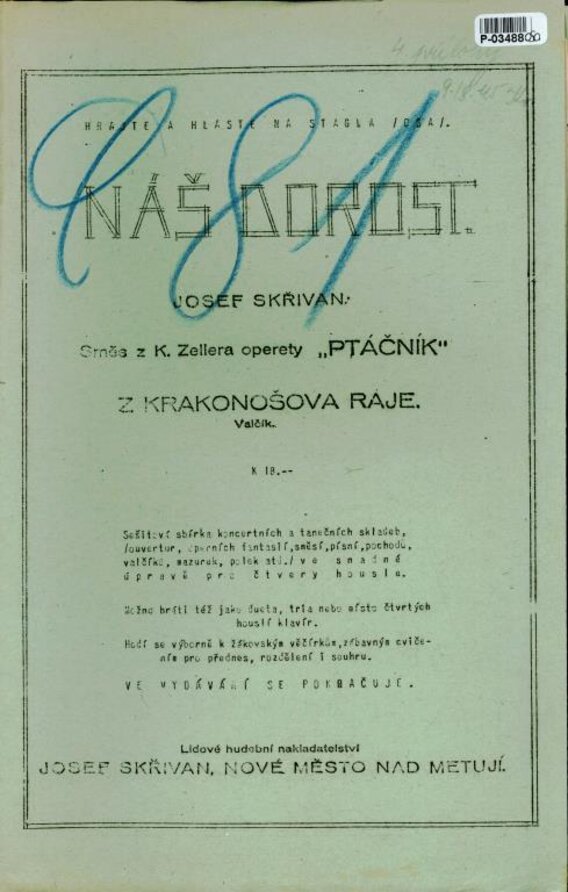 P-03488
HRAJTE A HLASTE NA STAGLA /OSA/.
NÁŠ DOROST.
JOSEF SKŘIVAN:
Směs z K. Zellera operety „PTÁČNÍK"
Z KRAKONOŠOVA RÁJE.
Valčík.
K 18.--
Sešitová sbírka koncertních a tanečních skladeb,
/ouvertur, operních fantasií,směsí,písní,pochodů,
valčíků, mazurek, polek atd./ ve snadné
úpravě pro čtvery housle.
Možno hráti též jako dueta, tria nebo místo čtvrtých
houslí klavír.
Hodí se výborně k žákovským večírkům,zábavným cviče-
ním pro přednes, rozdělení i souhru.
VE VYDÁVÁNÍ SE POKRAČUJE.
Lidové hudební nakladatelství
JOSEF SKŘIVAN, NOVÉ MĚSTO NAD METUJÍ.